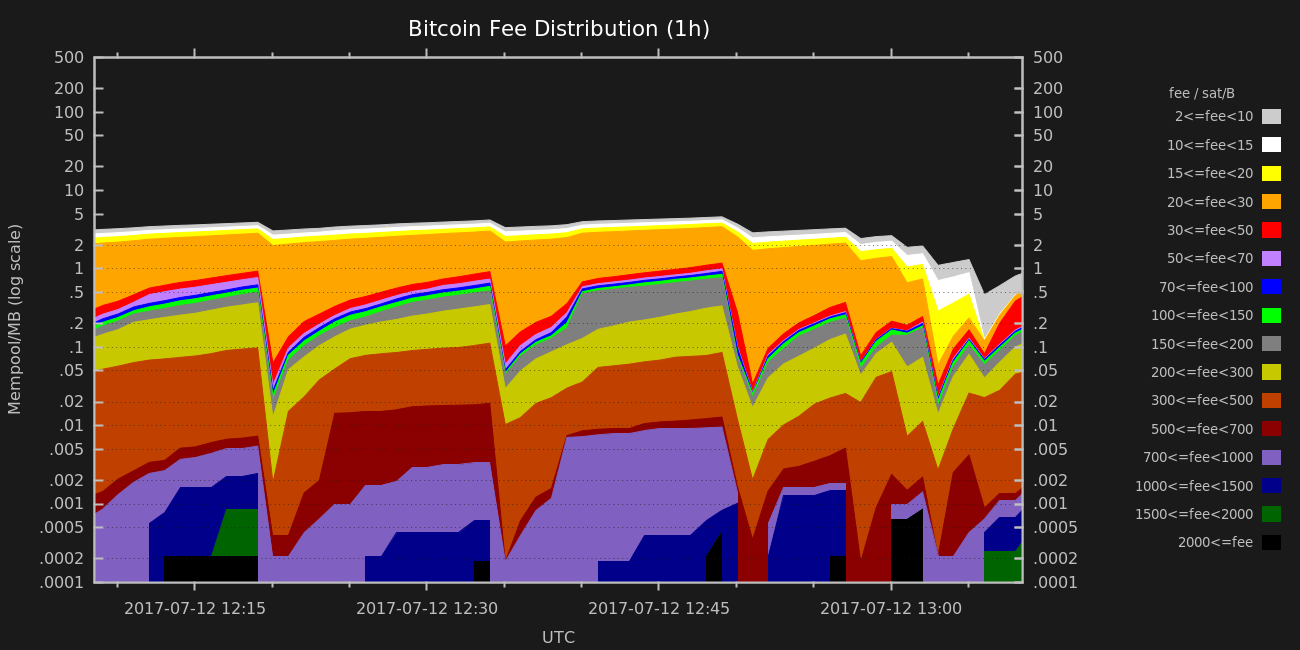 Bitcoin Fee Distribution (1h)
500 500
200 200
100 100
50 50
20 20
10 10
5 5
2 2
1 1
.5 .5
.2 .2
.1 .1
.05 .05
.02 .02
.01 .01
.005 .005
.002 .002
.001 .001
.0005 .0005
.0002 .0002
.0001 .0001
Mempool/MB (log scale)
2017-07-12 12:15 2017-07-12 12:30 2017-07-12 12:45 2017-07-12 13:00
UTC
fee / sat/B
2<=fee<10
10<=fee<15
15<=fee<20
20<=fee<30
30<=fee<50
50<=fee<70
70<=fee<100
100<=fee<150
150<=fee<200
200<=fee<300
300<=fee<500
500<=fee<700
700<=fee<1000
1000<=fee<1500
1500<=fee<2000
2000<=fee